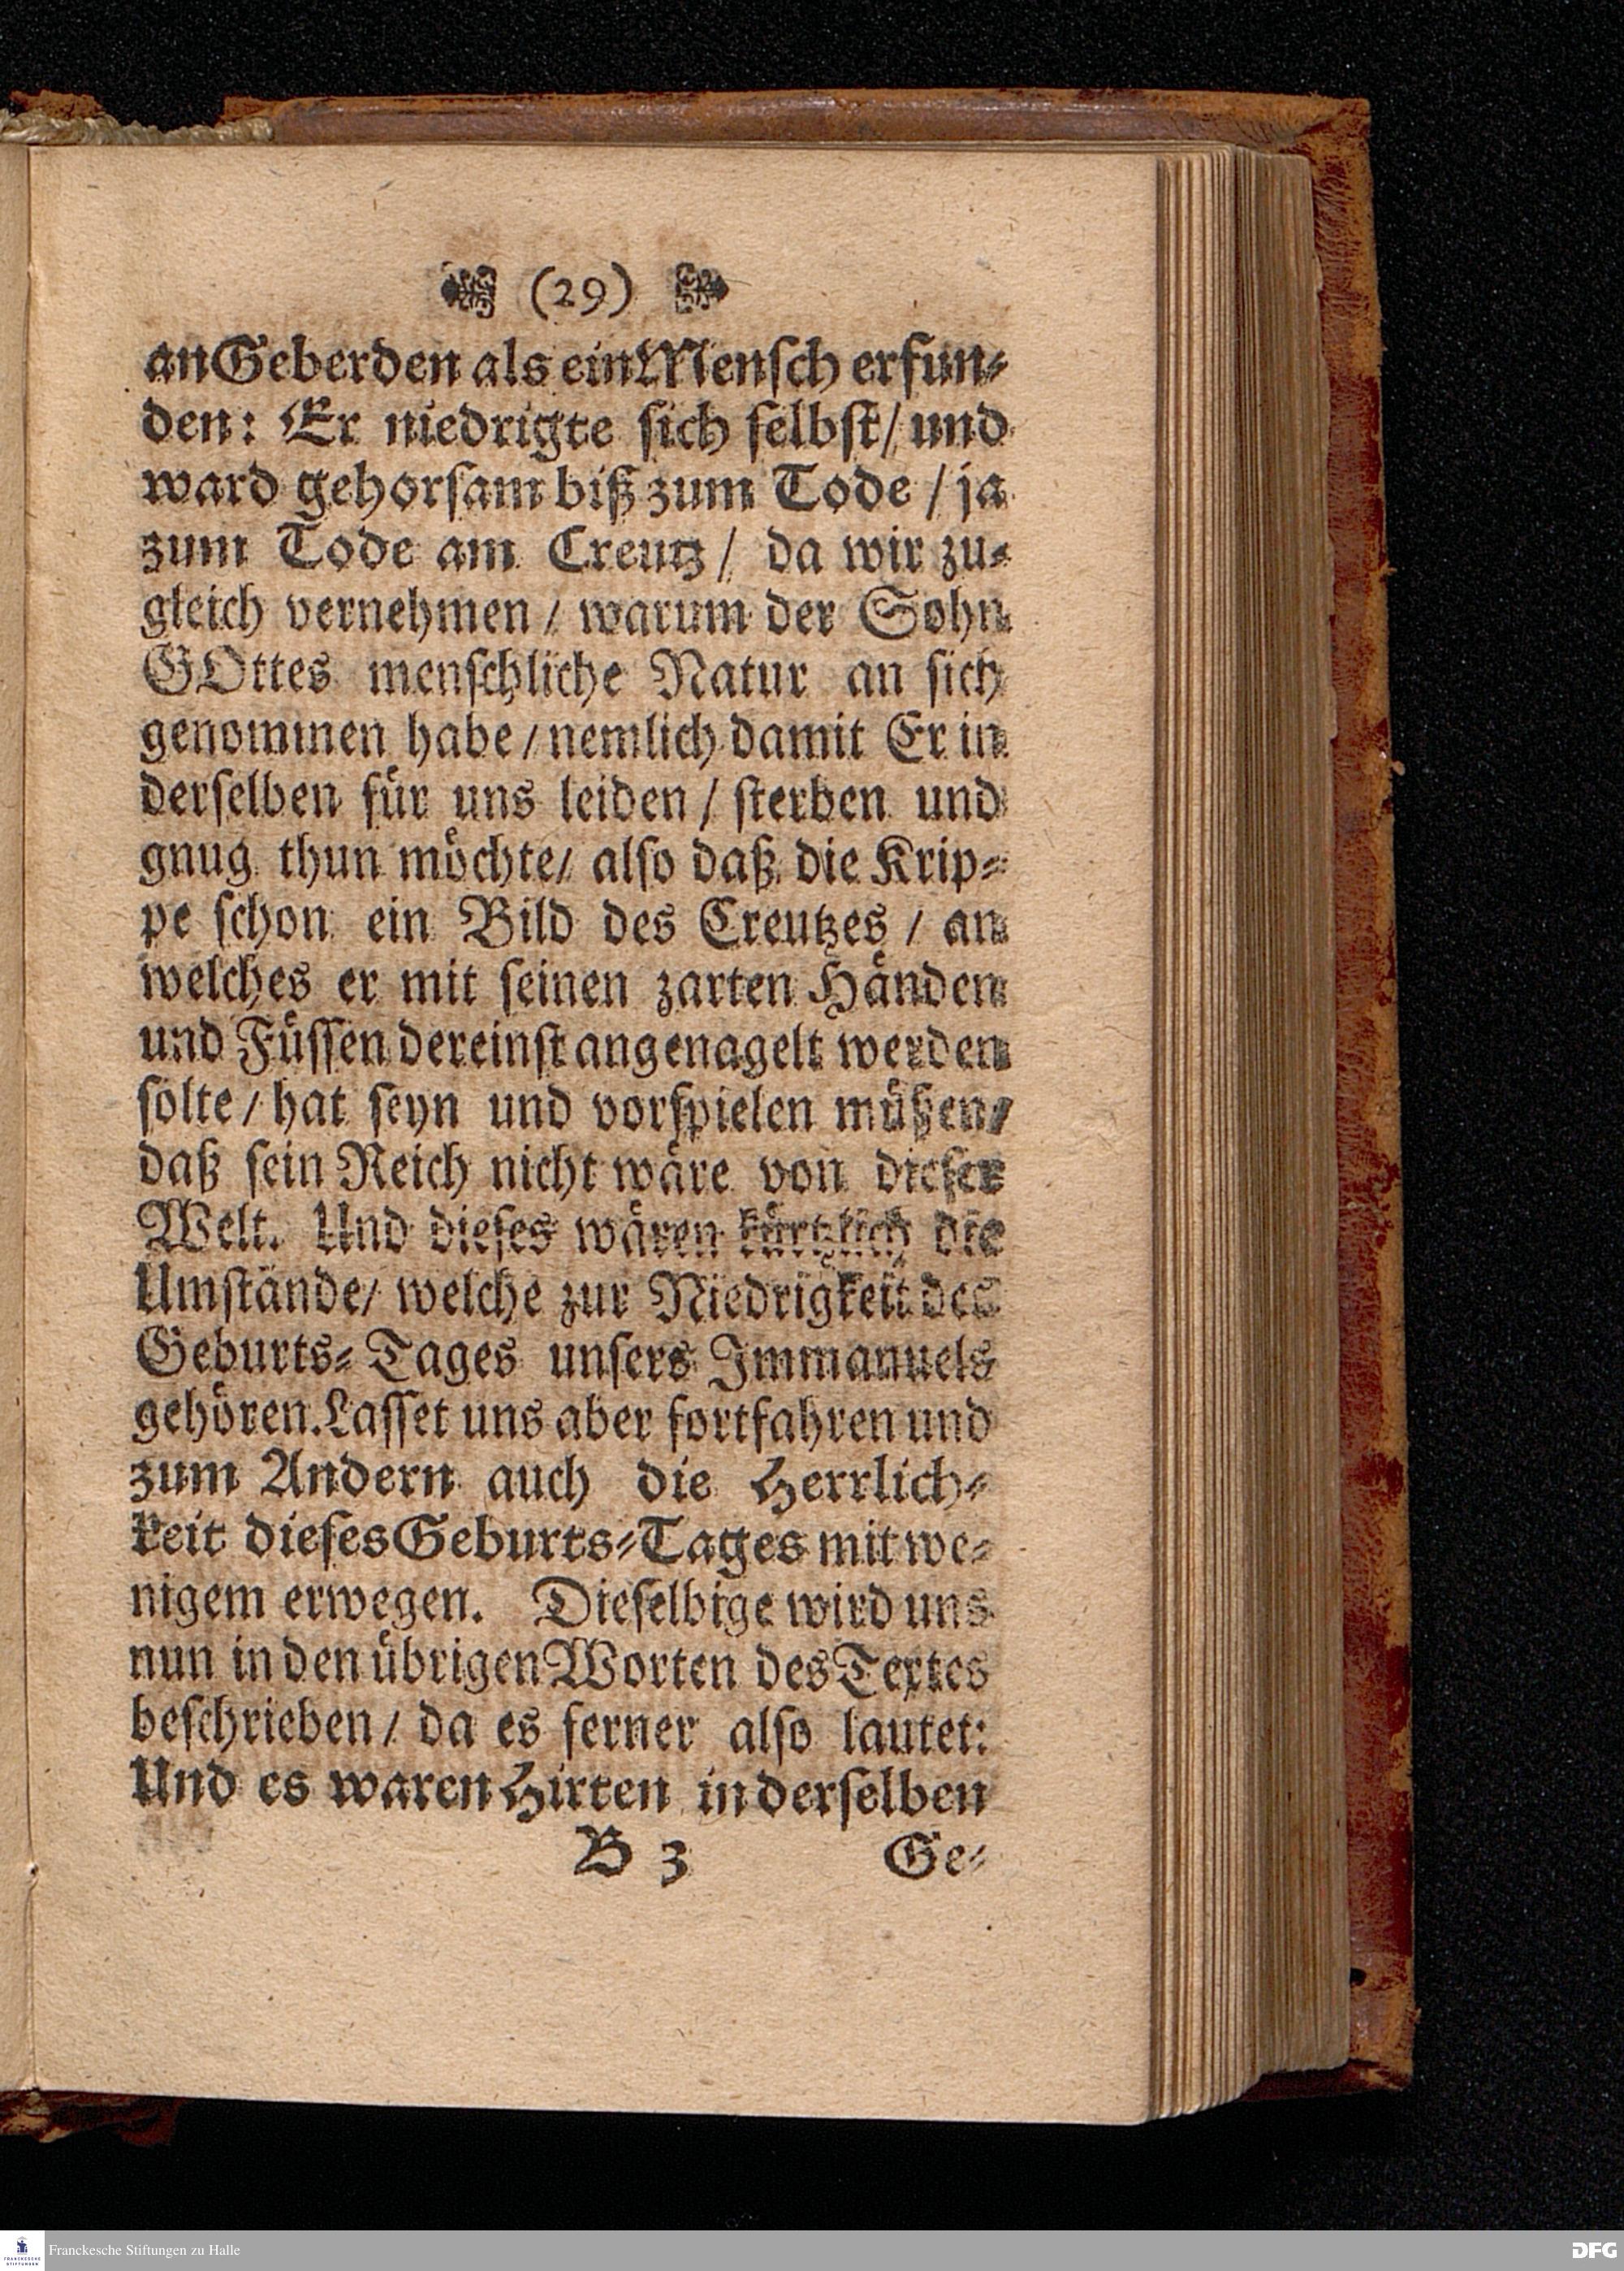 (29)
an Geberden als ein Mensch erfun-
den: Er niedrigte sich selbst/ und
ward gehorsam biß zum Tode / ja
zum Tode am Creutz / da wir zu-
gleich vernehmen / warum der Sohn
GOttes menschliche Natur an sich
genommen habe / nemlich damit Er in
derselben für uns leiden / sterben und
gnug thun möchte/ also daß die Krip-
pe schon ein Bild des Creutzes / an
welches er mit seinen zarten Händen
und Füssen dereinst angenagelt werden
solte / hat seyn und vorspielen müßen/
daß sein Reich nicht wäre von dieser
Welt. Und dieses wären kürtzlich die
Umstände/ welche zur Niedrigkeit des
Geburts-Tages unsers Immanuels
gehören. Lasset uns aber fortfahren und
zum Andern auch die Herrlich-
keit dieses Geburts-Tages mit we-
nigem erwegen. Dieselbige wird uns
nun in den übrigen Worten des Textes
beschrieben / da es ferner also lautet:
Und es waren Hirten in derselben
B 3 Ge-
FRANCKESCHE STIFTUNGEN
Franckesche Stiftungen zu Halle
DFG